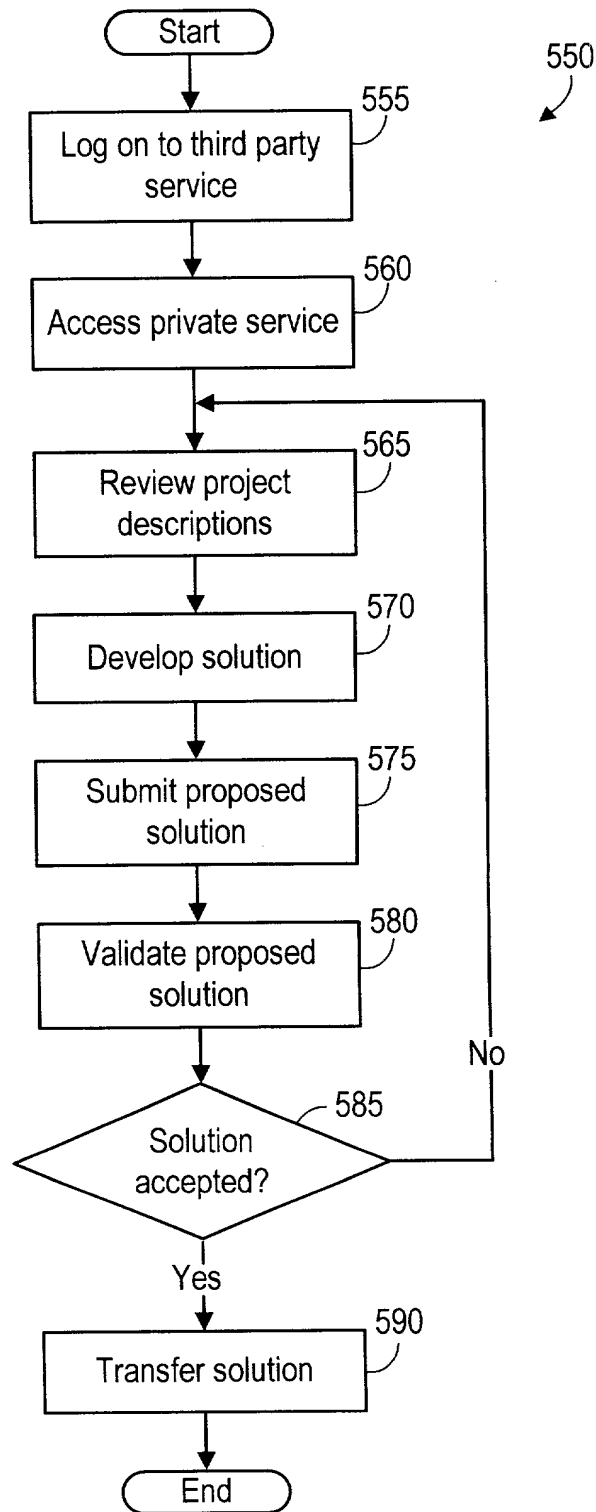 Start
550
555
Log on to third party
service
560
Access private service
565
Review project
descriptions
570
Develop solution
575
Submit proposed
solution
580
Validate proposed
solution
No
585
Solution
accepted?
Yes
590
Transfer solution
End